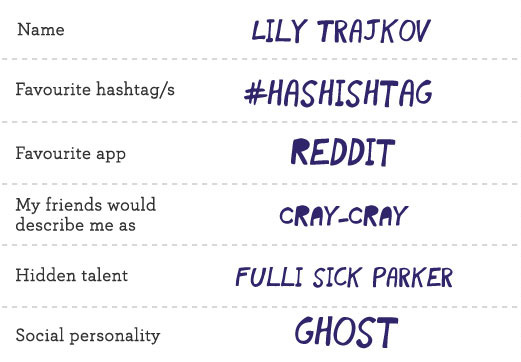 Name LILY TRAJKOV
Favourite hashtag/s #HASHISHTAG
Favourite app REDDIT
My friends would
describe me as CRAY-CRAY
Hidden talent FULLI SICK PARKER
Social personality GHOST